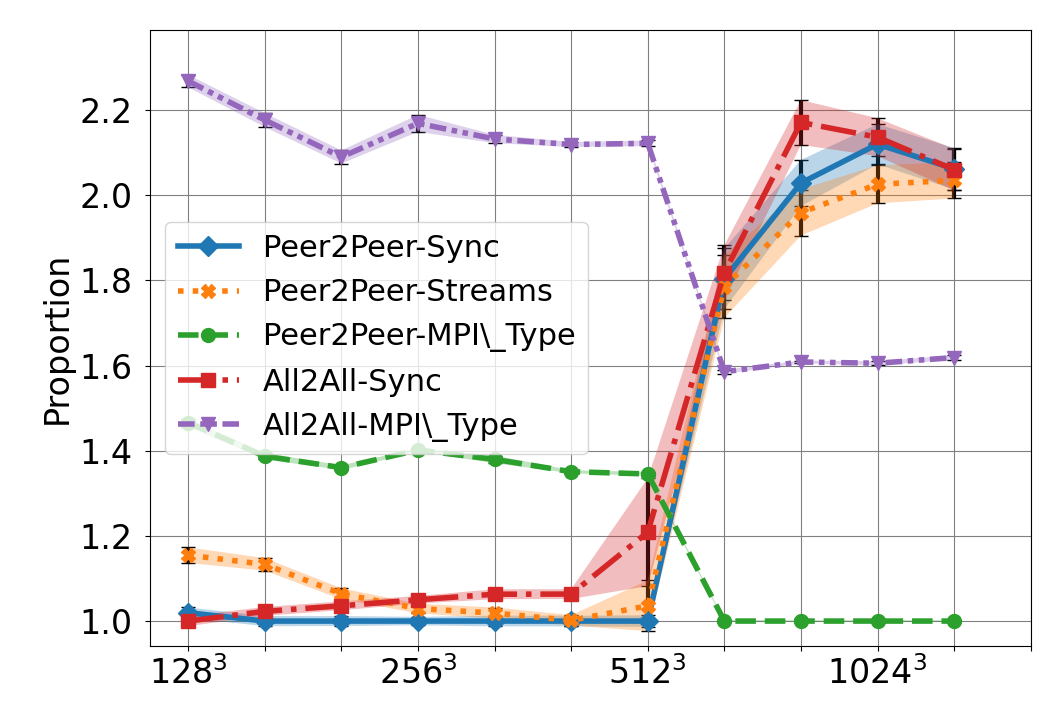 2.2
2.0
1.8
1.6
1.4
1.2
1.0
Proportion
Peer2Peer-Sync
Peer2Peer-Streams
Peer2Peer-MPI\_Type
All2All-Sync
All2All-MPI\_Type
128³
256³
512³
1024³